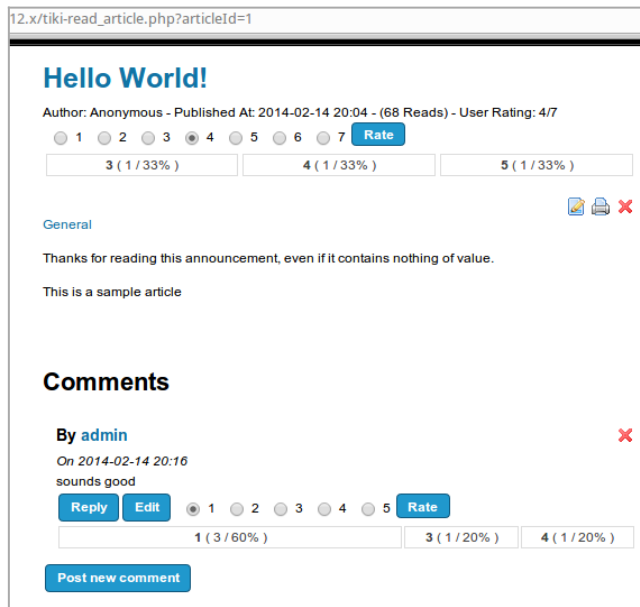 12.x/tiki-read_article.php?articleId=1
Hello World!
Author: Anonymous - Published At: 2014-02-14 20:04 - (68 Reads) - User Rating: 4/7
1 2 3 4 5 6 7 Rate
3 ( 1 / 33% ) 4 ( 1 / 33% ) 5 ( 1 / 33% )
General
Thanks for reading this announcement, even if it contains nothing of value.
This is a sample article
Comments
By admin
On 2014-02-14 20:16
sounds good
Reply Edit 1 2 3 4 5 Rate
1 ( 3 / 60% ) 3 ( 1 / 20% ) 4 ( 1 / 20% )
Post new comment